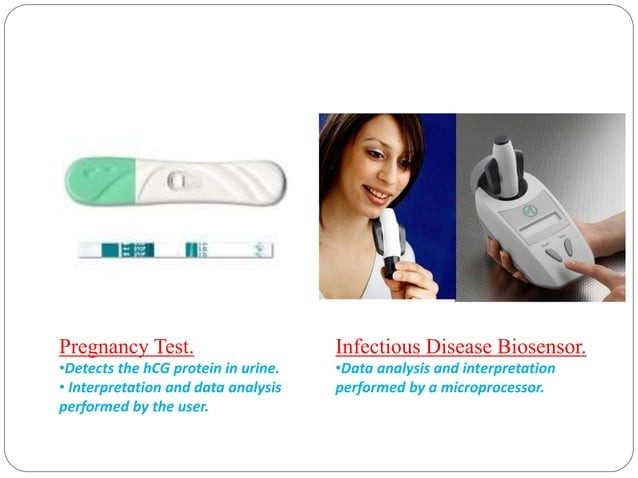 Pregnancy Test.
•Detects the hCG protein in urine.
• Interpretation and data analysis
performed by the user.
Infectious Disease Biosensor.
•Data analysis and interpretation
performed by a microprocessor.